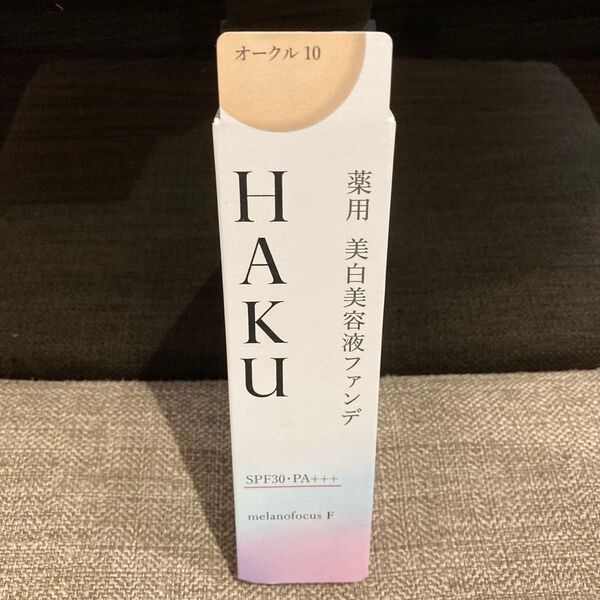 オークル 10
HAKU
薬用 美白美容液ファンデ
SPF30・PA+++
melanofocus F